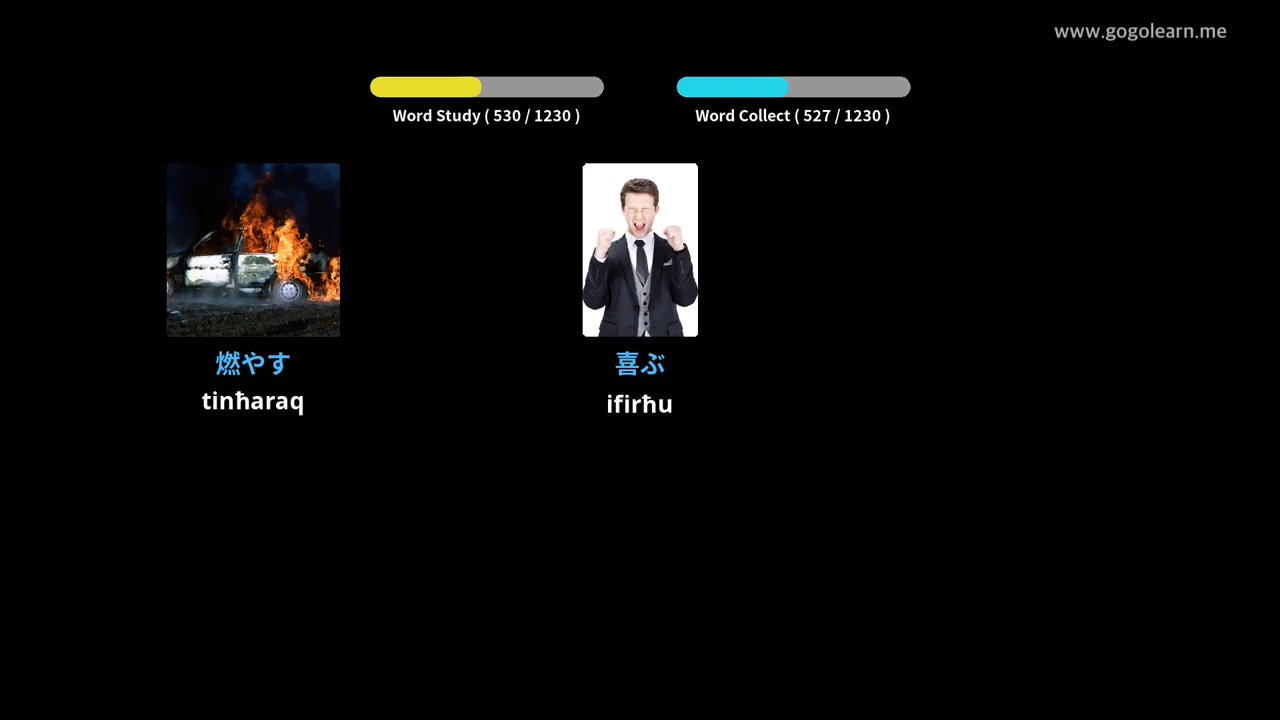 www.gogolearn.me
Word Study ( 530 / 1230 )
Word Collect ( 527 / 1230 )
燃やす
tinħaraq
喜ぶ
ifirħu